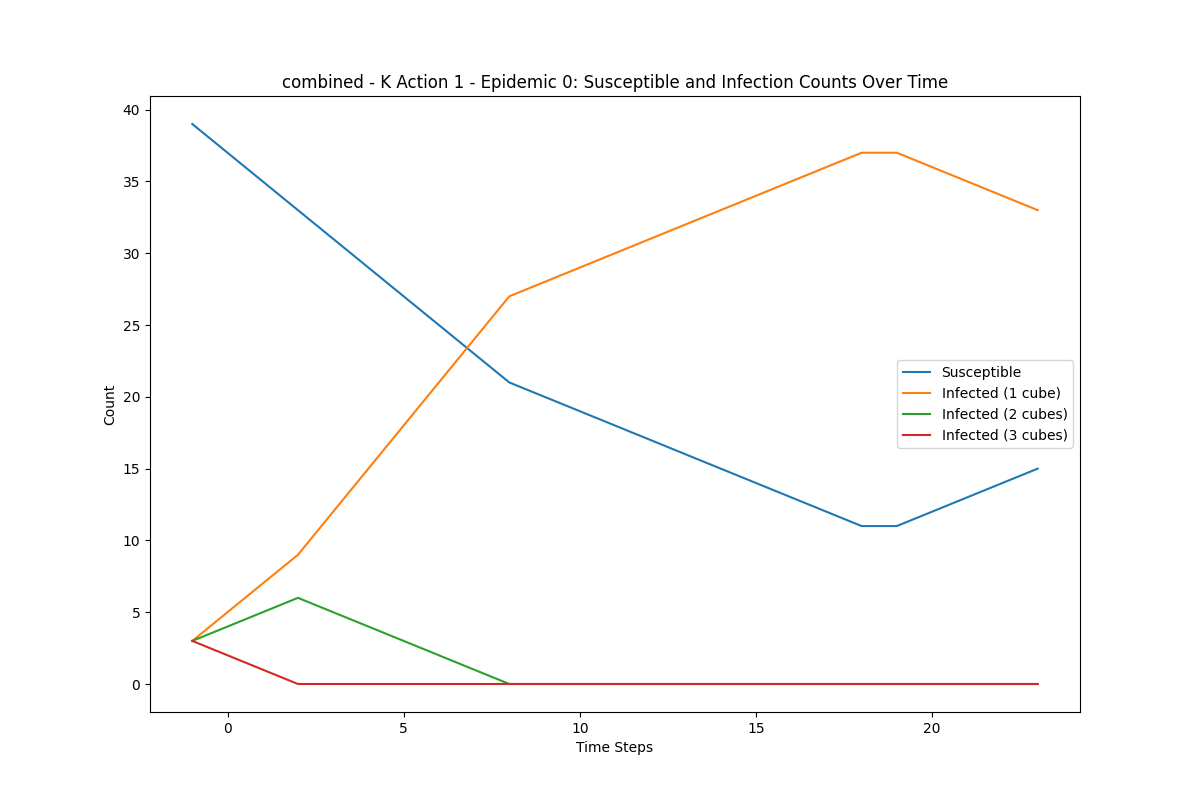 combined - K Action 1 - Epidemic 0: Susceptible and Infection Counts Over Time
40
35
30
25
20
15
10
5
0
Count
Susceptible
Infected (1 cube)
Infected (2 cubes)
Infected (3 cubes)
0
5
10
15
20
Time Steps